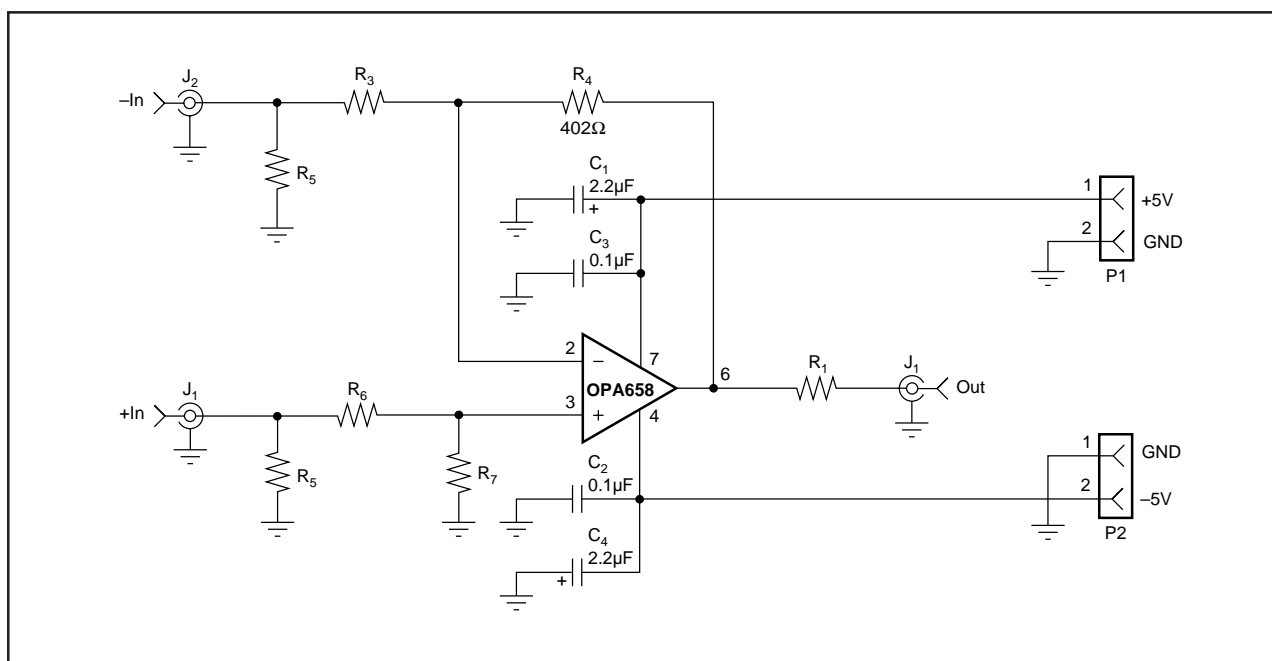 –In
J2
R3
R4
402Ω
R5
C1
2.2µF
+
C3
0.1µF
1
+5V
2
GND
P1
2
–
7
OPA658
6
R1
J1
Out
+In
J1
R6
3
+
4
R5
R7
C2
0.1µF
1
GND
2
–5V
P2
C4
2.2µF
+